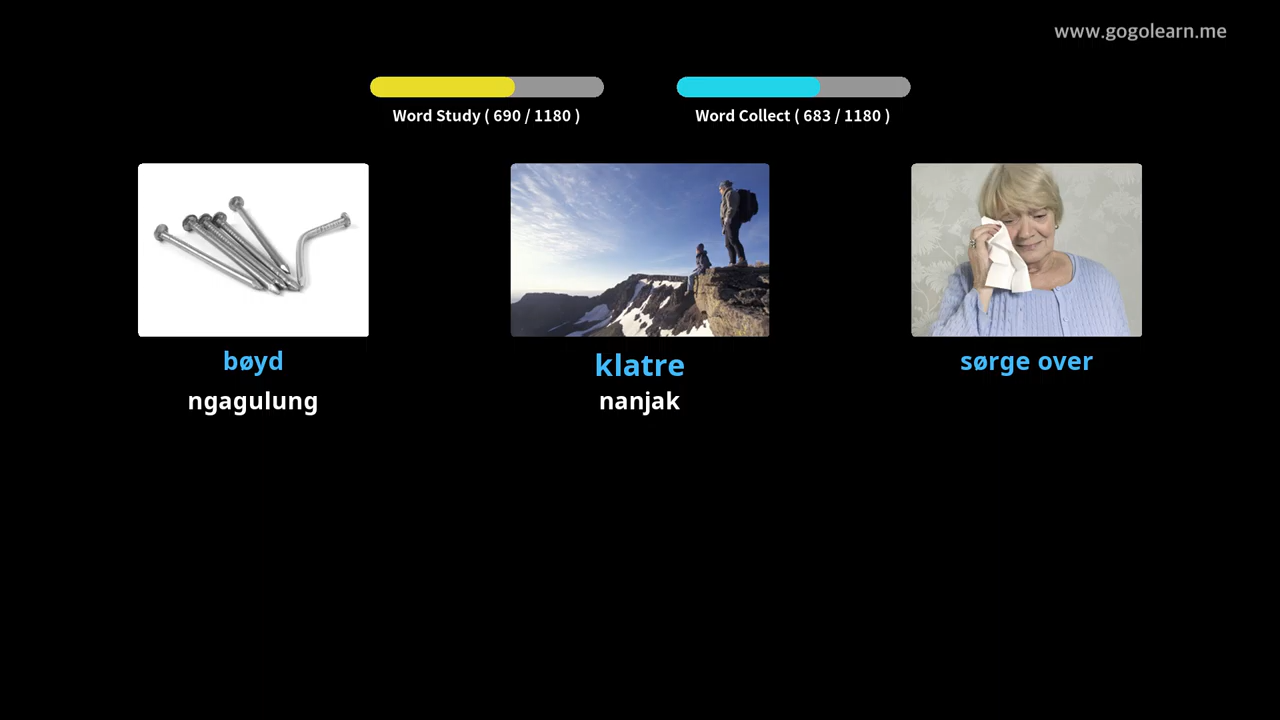 www.gogolearn.me
Word Study ( 690 / 1180 )
Word Collect ( 683 / 1180 )
bøyd
klatre
sørge over
ngagulung
nanjak